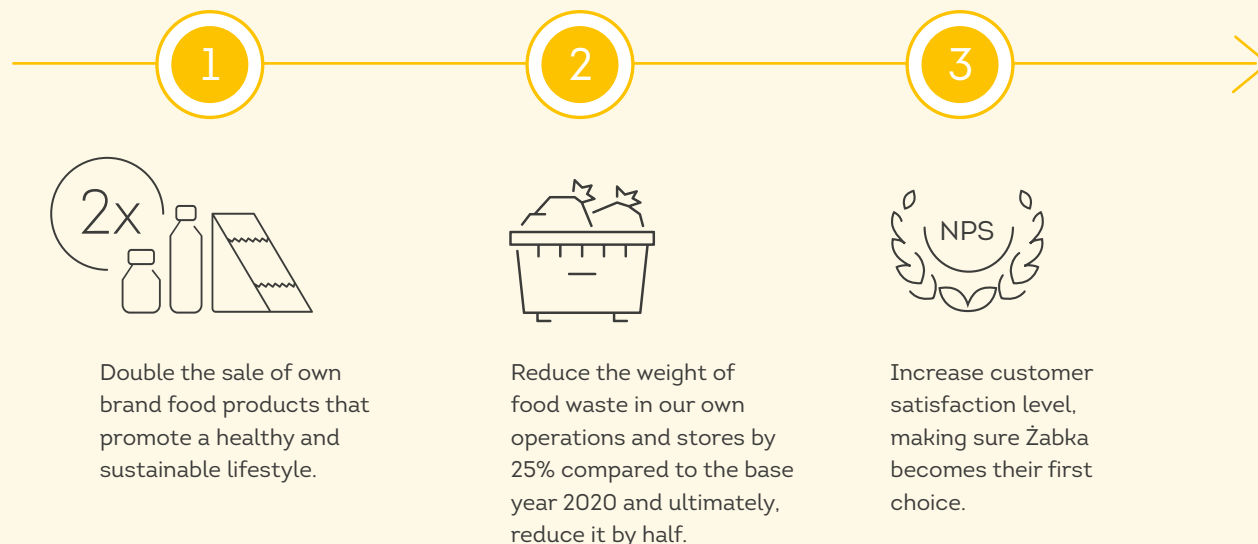 1
2
3
2x
NPS
Double the sale of own
brand food products that
promote a healthy and
sustainable lifestyle.
Reduce the weight of
food waste in our own
operations and stores by
25% compared to the base
year 2020 and ultimately,
reduce it by half.
Increase customer
satisfaction level,
making sure Żabka
becomes their first
choice.